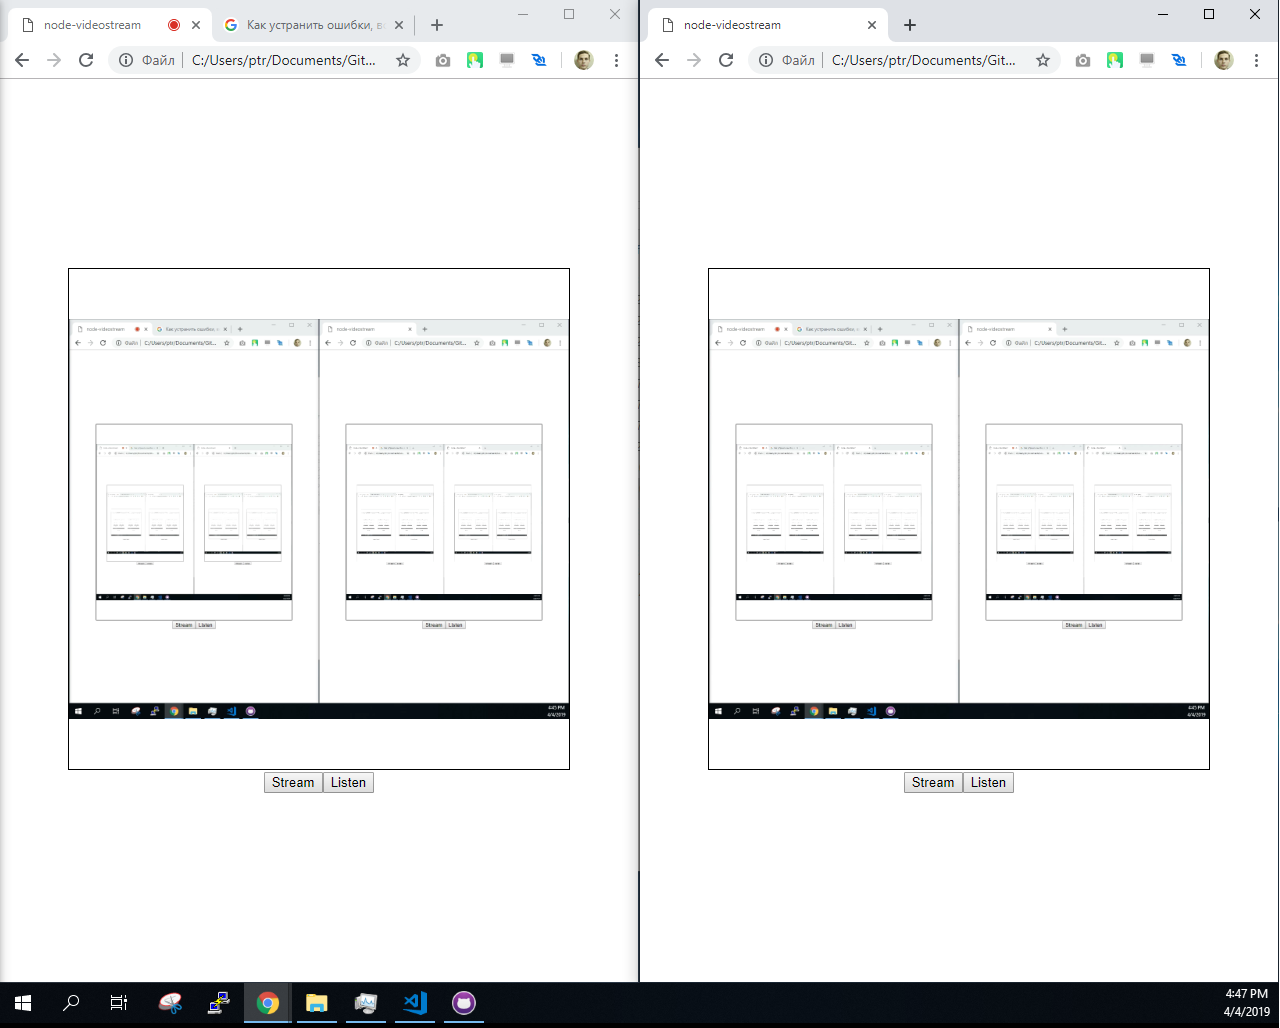 node-videostream
Как устранить ошибки, вс
node-videostream
Файл
C:/Users/ptr/Documents/Git...
Файл
C:/Users/ptr/Documents/Git...
node-videostream
Как устранить ошибки, в
node-videostream
Файл
C:/Users/ptr/Documents/Git...
Файл
C:/Users/ptr/Documents/Git...
Stream Listen
Stream Listen
4:45 PM
4/4/2019
node-videostream
Как устранить ошибки, в
node-videostream
Файл
C:/Users/ptr/Documents/Git...
Файл
C:/Users/ptr/Documents/Git...
Stream Listen
Stream Listen
4:45 PM
4/4/2019
Stream Listen
Stream Listen
4:47 PM
4/4/2019